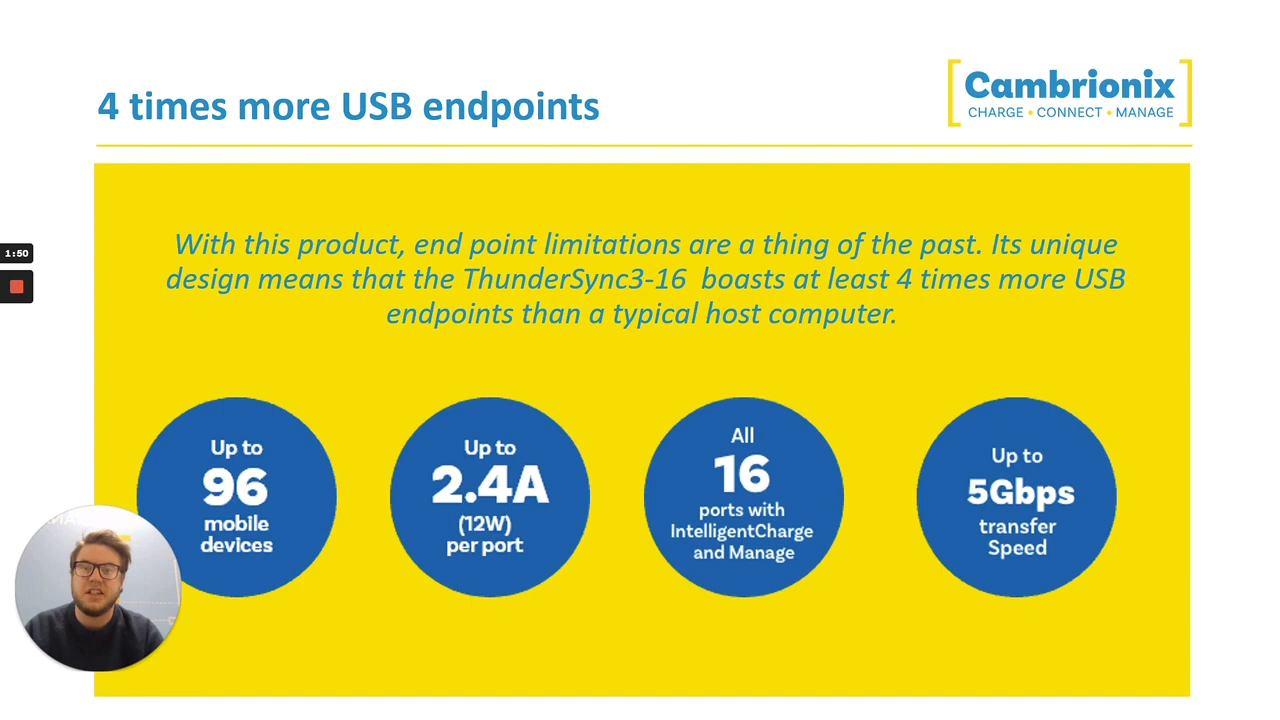 4 times more USB endpoints
Cambrionix
CHARGE • CONNECT • MANAGE
With this product, end point limitations are a thing of the past. Its unique
design means that the ThunderSync3-16 boasts at least 4 times more USB
endpoints than a typical host computer.
1:50
Up to
96
mobile
devices
Up to
2.4A
(12W)
per port
All
16
ports with
IntelligentCharge
and Manage
Up to
5Gbps
transfer
Speed